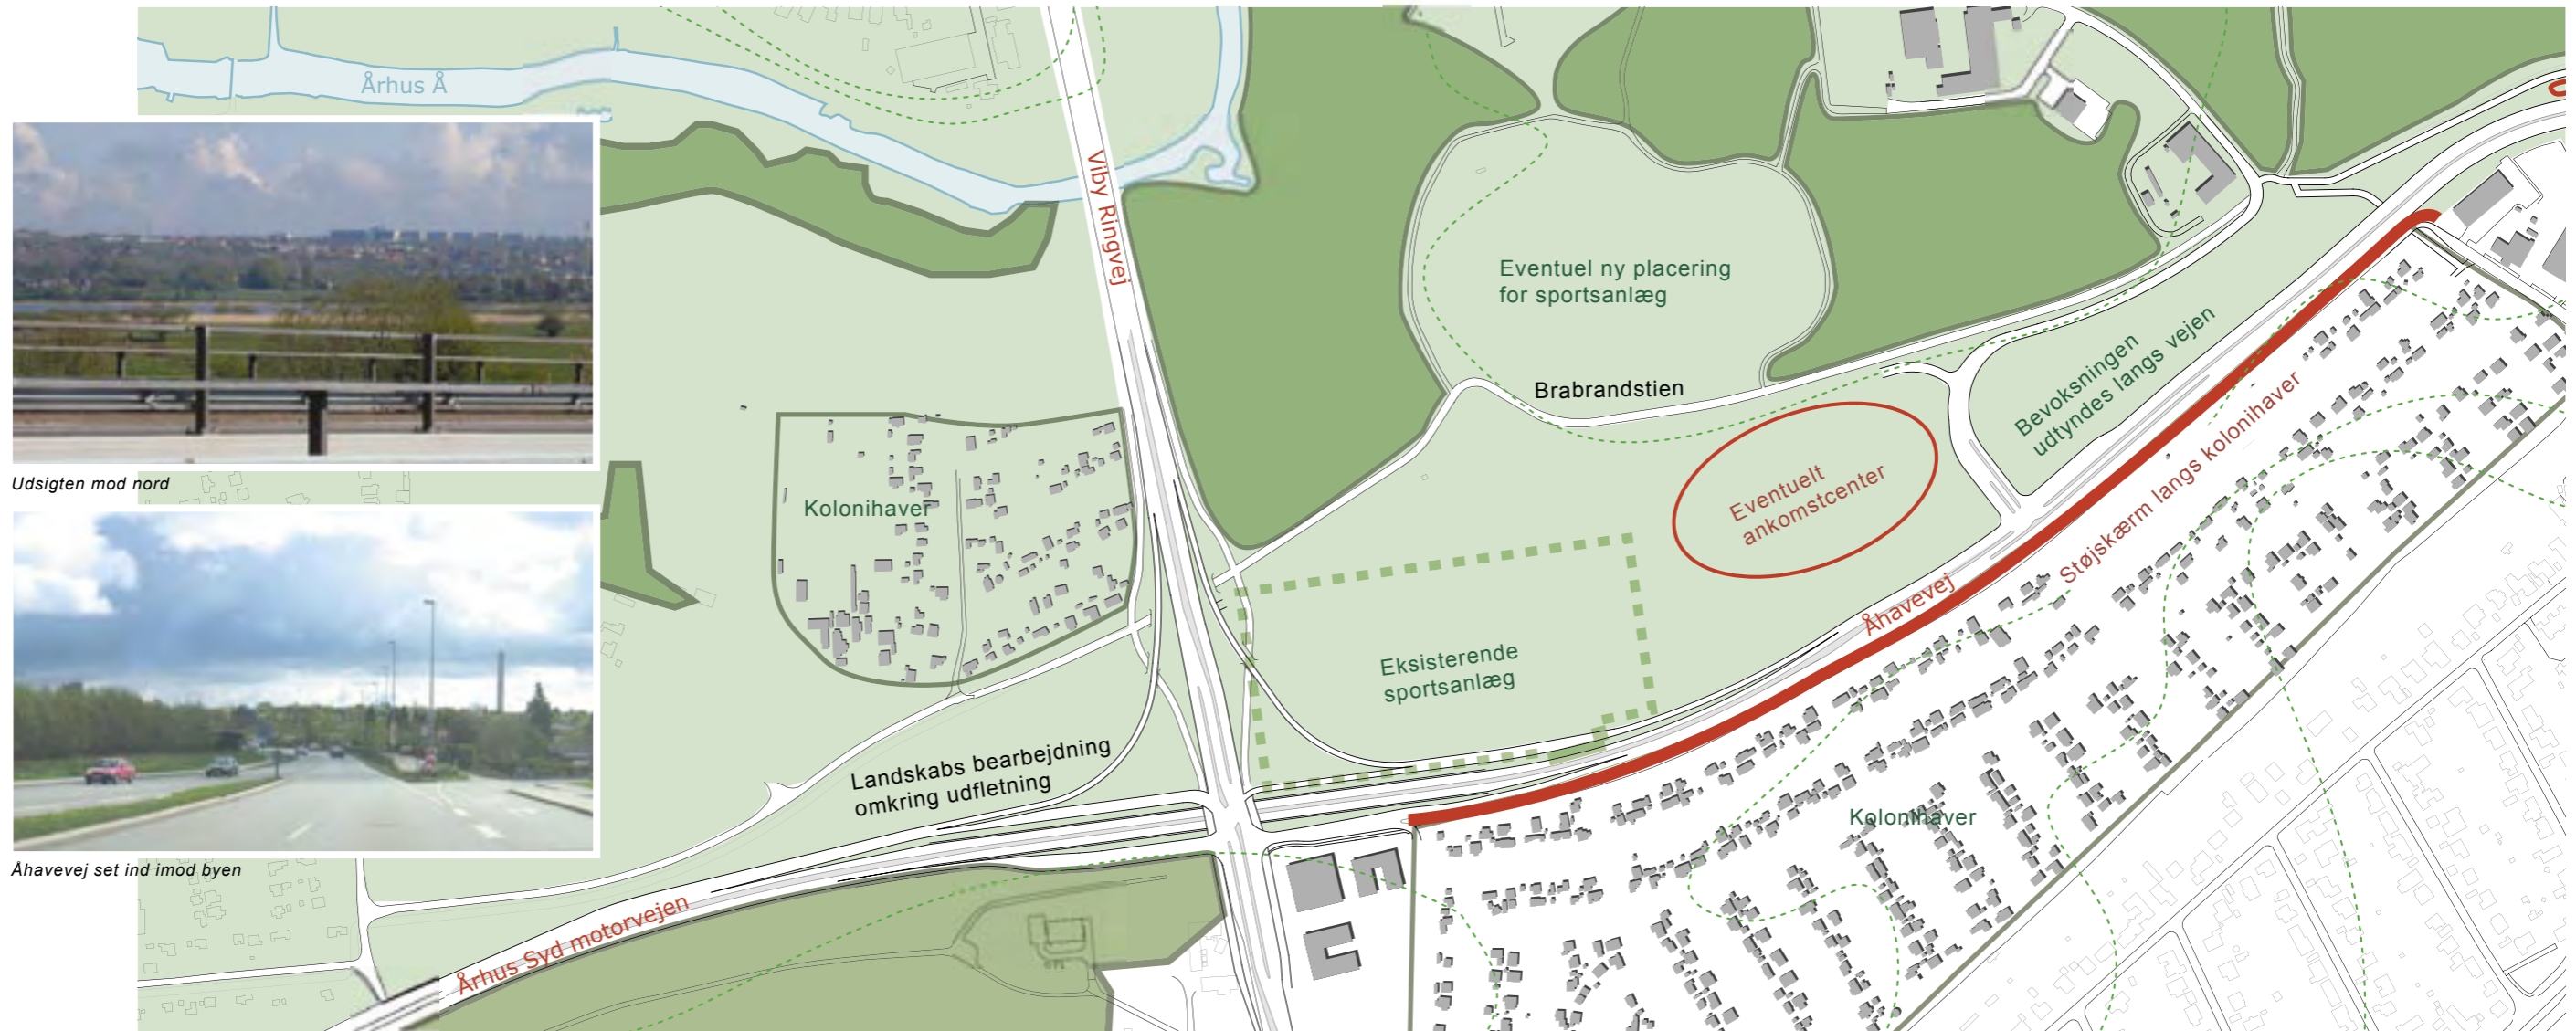 Århus Å
Viby Ringvej
Eventuel ny placering
for sportsanlæg
Brabrandstien
Bevoksningen
udtyndes langs vejen
Støjskærm langs kolonihaver
Eventuelt
ankomstcenter
Åhavevej
Udsigten mod nord
Kolonihaver
Eksisterende
sportsanlæg
Landskabs bearbejdning
omkring udfletning
Kolonihaver
Åhavevej set ind imod byen
Århus Syd motorvejen